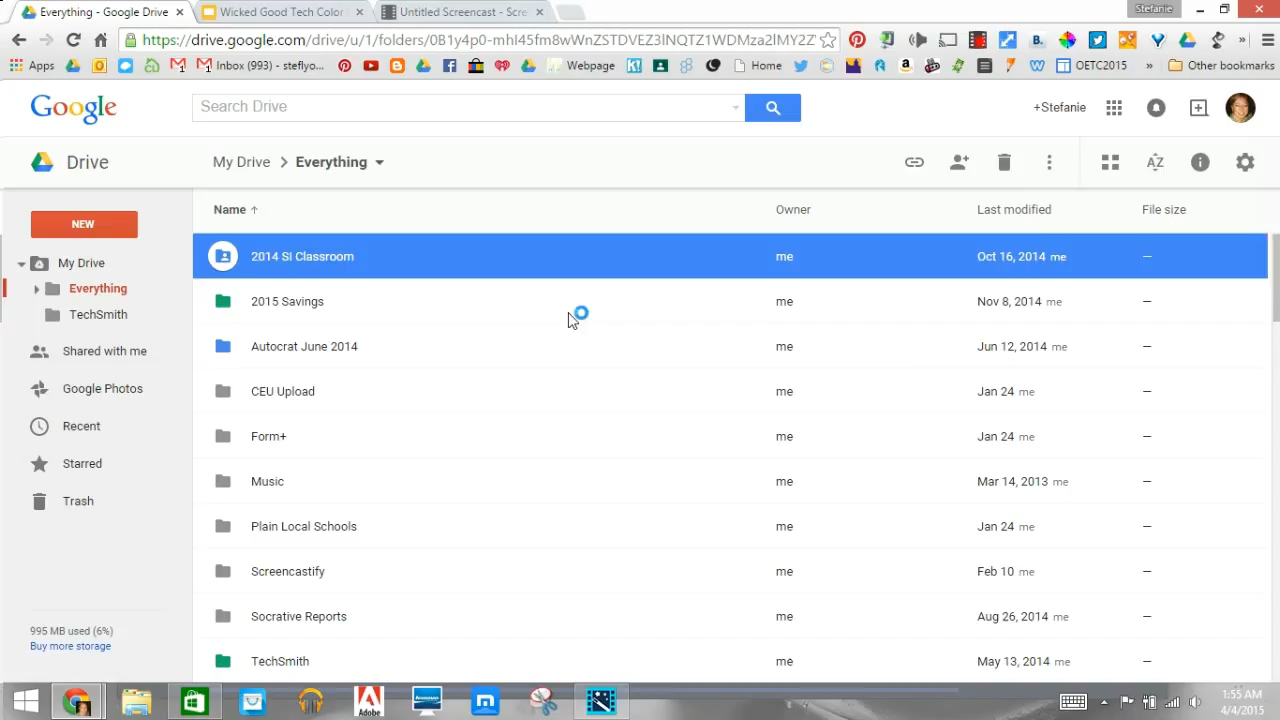 Everything - Google Drive
Wicked Good Tech Color
Untitled Screencast - Scre
Stefanie
https://drive.google.com/drive/u/1/folders/0B1y4p0-mhI45fm8wWnZSTDVEZ3lNQTZ1WDMza2lMY2Z
Apps
Inbox (993) - steflyo...
Webpage
Home
OETC2015
»
Other bookmarks
Google
Search Drive
+Stefanie
Drive
My Drive
Everything
NEW
My Drive
Everything
TechSmith
Shared with me
Google Photos
Recent
Starred
Trash
995 MB used (6%)
Buy more storage
Name Owner Last modified File size
2014 SI Classroom me Oct 16, 2014 me —
2015 Savings me Nov 8, 2014 me —
Autocrat June 2014 me Jun 12, 2014 me —
CEU Upload me Jan 24 me —
Form+ me Jan 24 me —
Music me Mar 14, 2013 me —
Plain Local Schools me Jan 24 me —
Screencastify me Feb 10 me —
Socrative Reports me Aug 26, 2014 me —
TechSmith me May 13, 2014 me —
Adobe
1:55 AM
4/4/2015